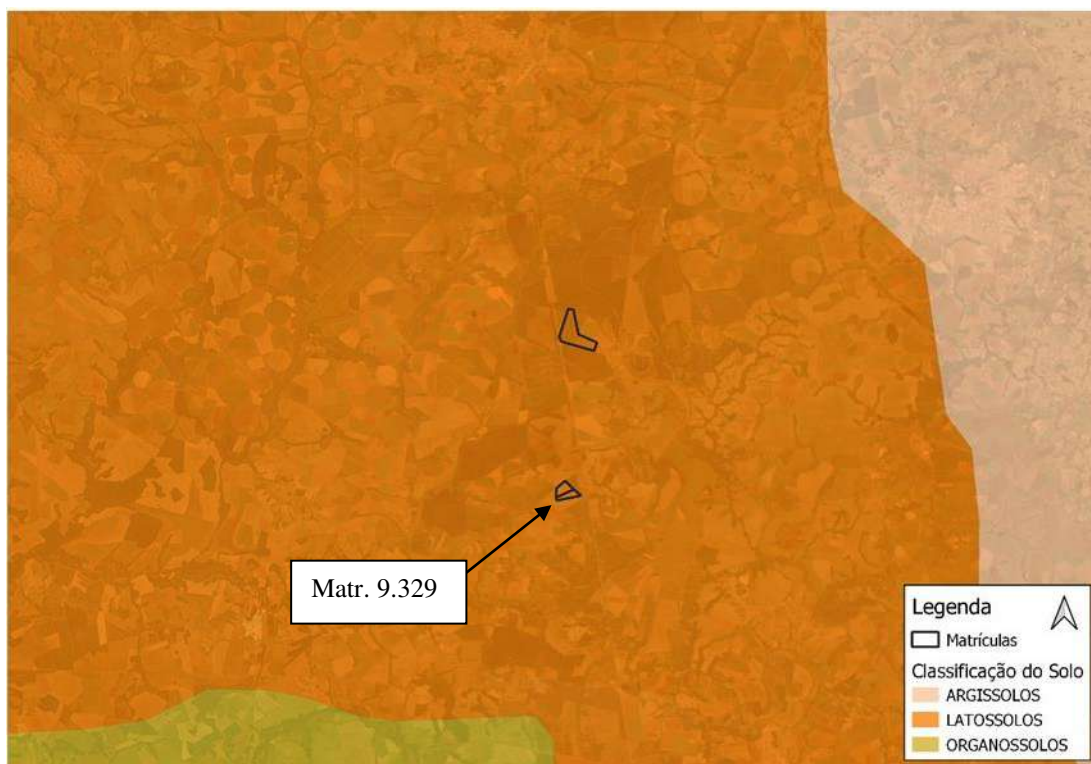 Matr. 9.329
Legenda
Matrículas
Classificação do Solo
ARGISSOLOS
LATOSSOLOS
ORGANOSSOLOS